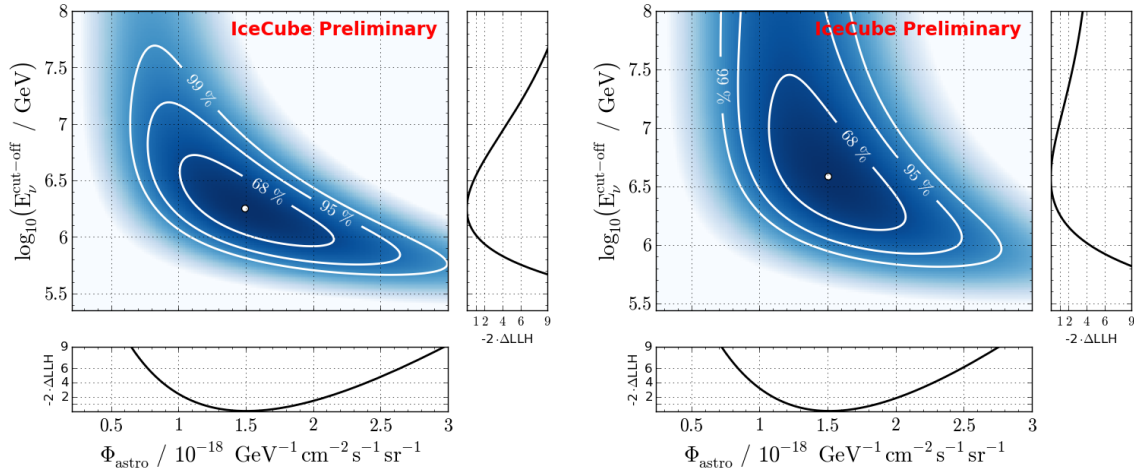 IceCube Preliminary
8
7.5
7
6.5
6
5.5
log₁₀(E_ν^cut−off / GeV)
99 %
95 %
68 %
1 2 4 6 9
-2·ΔLLH
9
6
4
2
-2·ΔLLH
0.5 1 1.5 2 2.5 3
Φ_astro / 10⁻¹⁸ GeV⁻¹ cm⁻² s⁻¹ sr⁻¹
IceCube Preliminary
8
7.5
7
6.5
6
5.5
log₁₀(E_ν^cut−off / GeV)
99 %
68 %
95 %
1 2 4 6 9
-2·ΔLLH
9
6
4
2
-2·ΔLLH
0.5 1 1.5 2 2.5 3
Φ_astro / 10⁻¹⁸ GeV⁻¹ cm⁻² s⁻¹ sr⁻¹